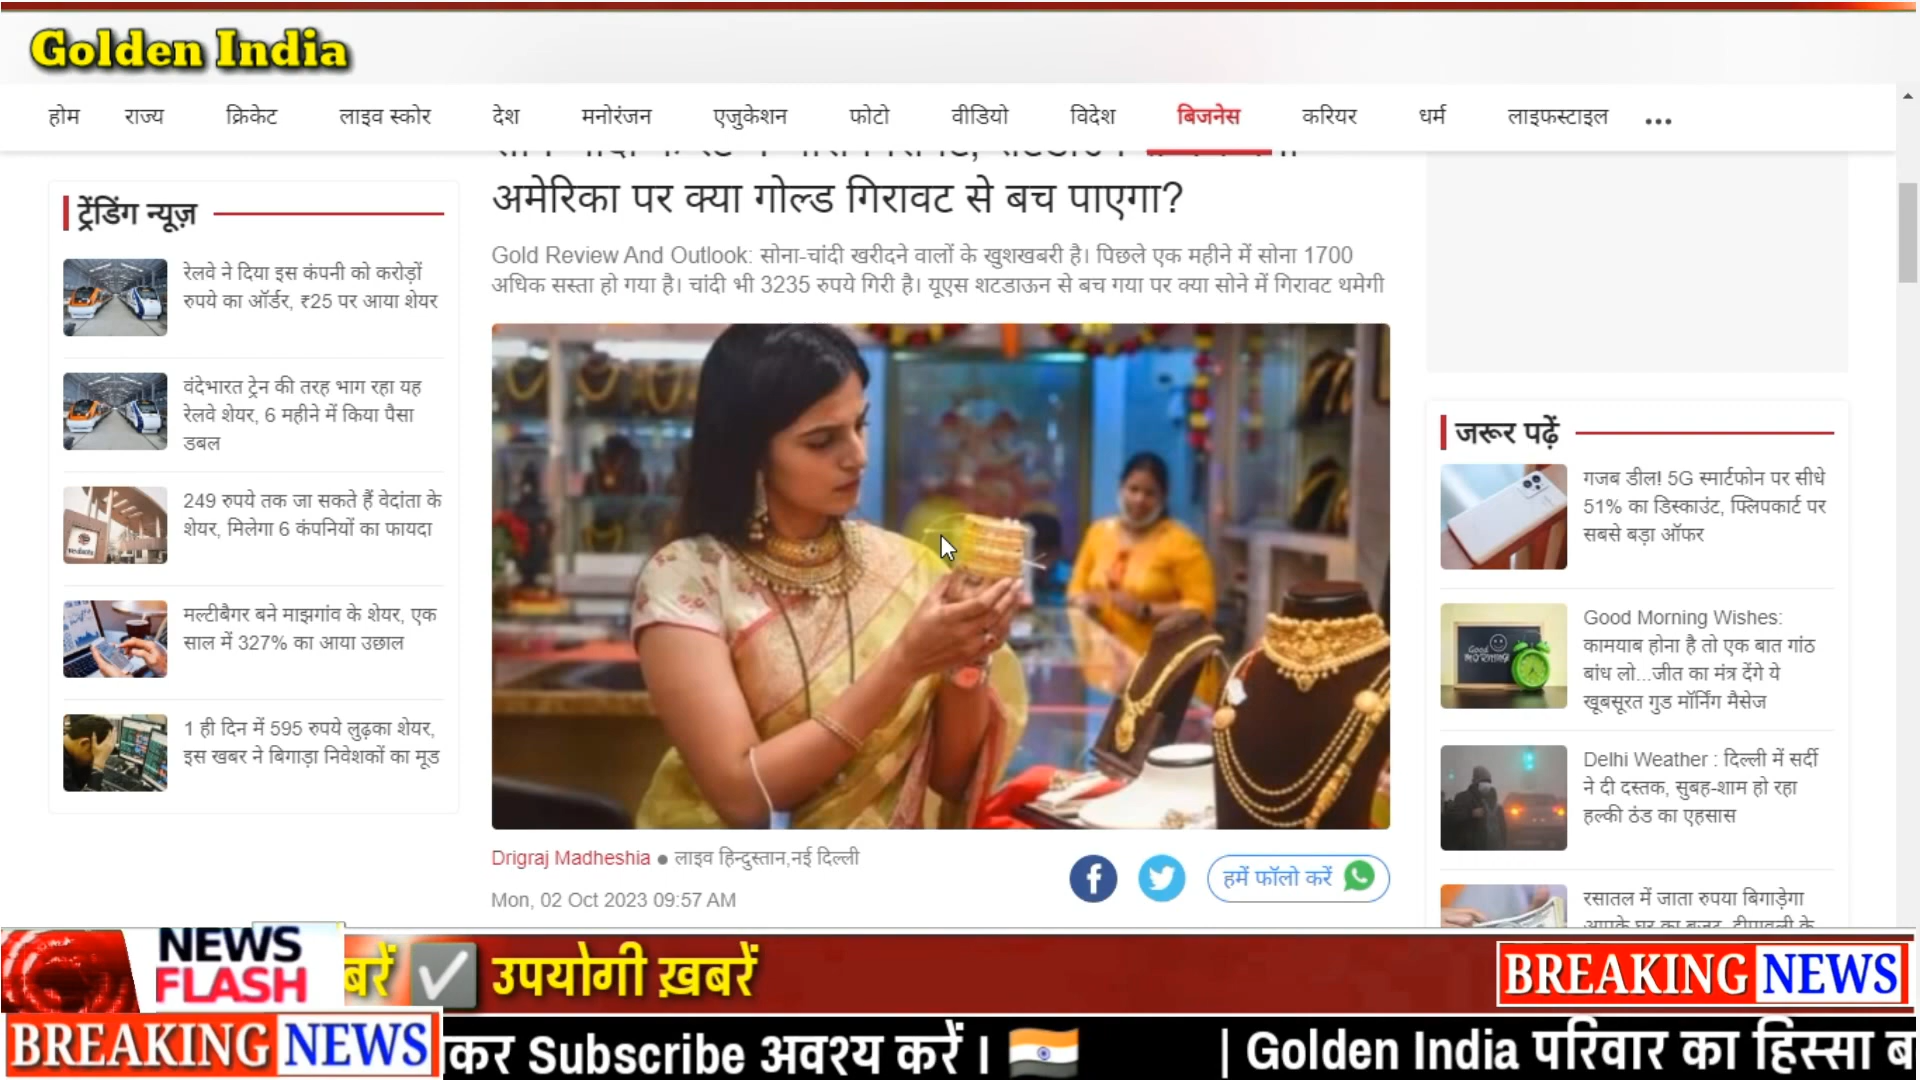 Golden India
होम राज्य क्रिकेट लाइव स्कोर देश मनोरंजन एजुकेशन फोटो वीडियो विदेश बिजनेस करियर धर्म लाइफस्टाइल ...
अमेरिका पर क्या गोल्ड गिरावट से बच पाएगा?
Gold Review And Outlook: सोना-चांदी खरीदने वालों के खुशखबरी है। पिछले एक महीने में सोना 1700
अधिक सस्ता हो गया है। चांदी भी 3235 रुपये गिरी है। यूएस शटडाऊन से बच गया पर क्या सोने में गिरावट थमेगी
ट्रेंडिंग न्यूज़
रेलवे ने दिया इस कंपनी को करोड़ों
रुपये का ऑर्डर, ₹25 पर आया शेयर
वंदेभारत ट्रेन की तरह भाग रहा यह
रेलवे शेयर, 6 महीने में किया पैसा
डबल
249 रुपये तक जा सकते हैं वेदांता के
शेयर, मिलेगा 6 कंपनियों का फायदा
मल्टीबैगर बने माझगांव के शेयर, एक
साल में 327% का आया उछाल
1 ही दिन में 595 रुपये लुढ़का शेयर,
इस खबर ने बिगाड़ा निवेशकों का मूड
Drigraj Madheshia ● लाइव हिन्दुस्तान,नई दिल्ली
Mon, 02 Oct 2023 09:57 AM
हमें फॉलो करें
जरूर पढ़ें
गजब डील! 5G स्मार्टफोन पर सीधे
51% का डिस्काउंट, फ्लिपकार्ट पर
सबसे बड़ा ऑफर
Good Morning Wishes:
कामयाब होना है तो एक बात गांठ
बांध लो...जीत का मंत्र देंगे ये
खूबसूरत गुड मॉर्निंग मैसेज
Delhi Weather : दिल्ली में सर्दी
ने दी दस्तक, सुबह-शाम हो रहा
हल्की ठंड का एहसास
रसातल में जाता रुपया बिगाड़ेगा
NEWS
FLASH
बरें ✓ उपयोगी ख़बरें
BREAKING NEWS
BREAKING NEWS
कर Subscribe अवश्य करें । | Golden India परिवार का हिस्सा ब